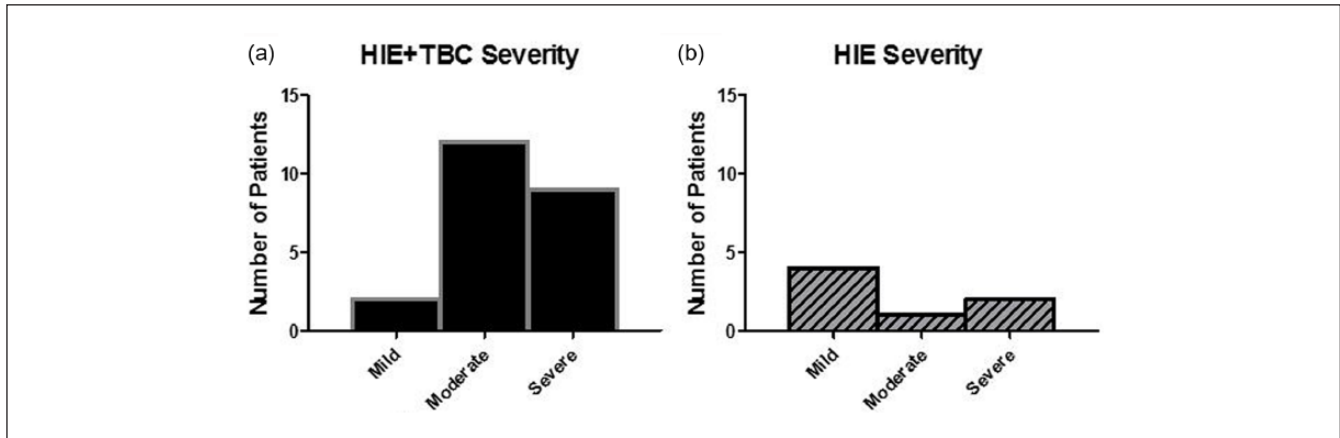 (a)
HIE+TBC Severity
Number of Patients
15
10
5
0
Mild
Moderate
Severe
(b)
HIE Severity
Number of Patients
15
10
5
0
Mild
Moderate
Severe